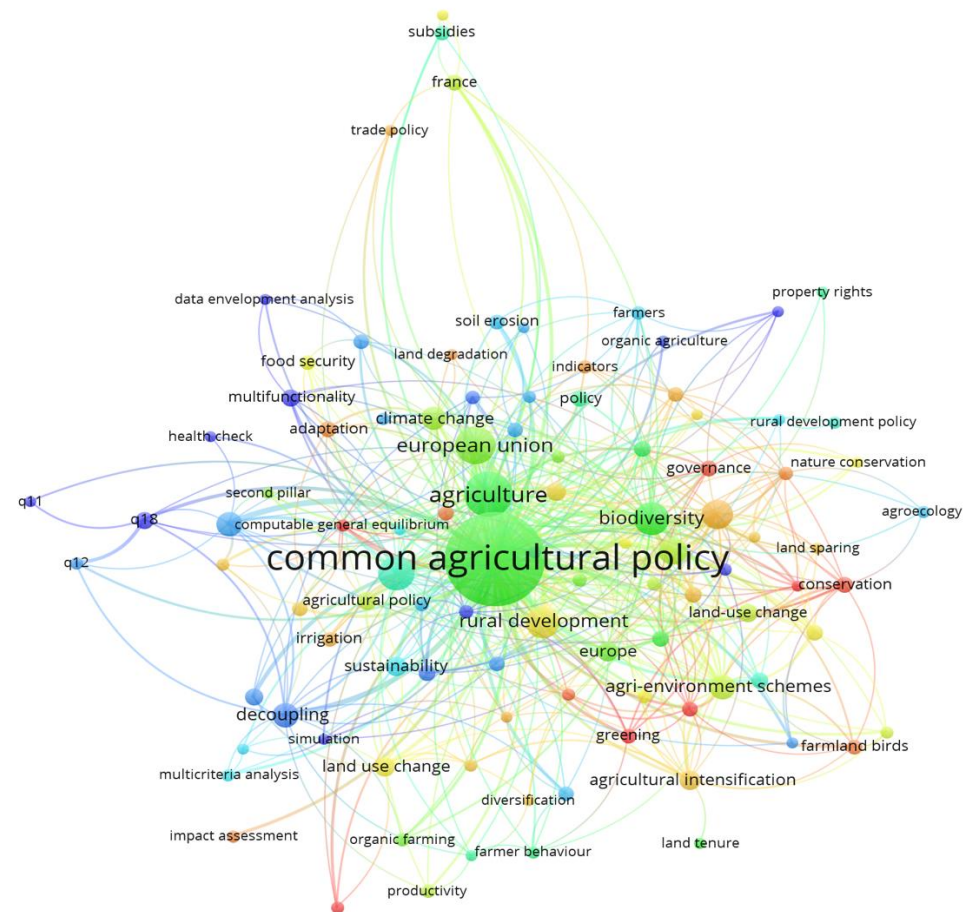 subsidies
france
trade policy
data envelopment analysis
property rights
soil erosion
farmers
organic agriculture
food security
land degradation
indicators
multifunctionality
policy
climate change
adaptation
rural development policy
health check
european union
governance
nature conservation
second pillar
agriculture
q11
q18
computable general equilibrium
biodiversity
agroecology
land sparing
common agricultural policy
q12
conservation
agricultural policy
rural development
land-use change
irrigation
europe
sustainability
agri-environment schemes
decoupling
simulation
greening
farmland birds
land use change
multicriteria analysis
agricultural intensification
diversification
impact assessment
organic farming
farmer behaviour
land tenure
productivity